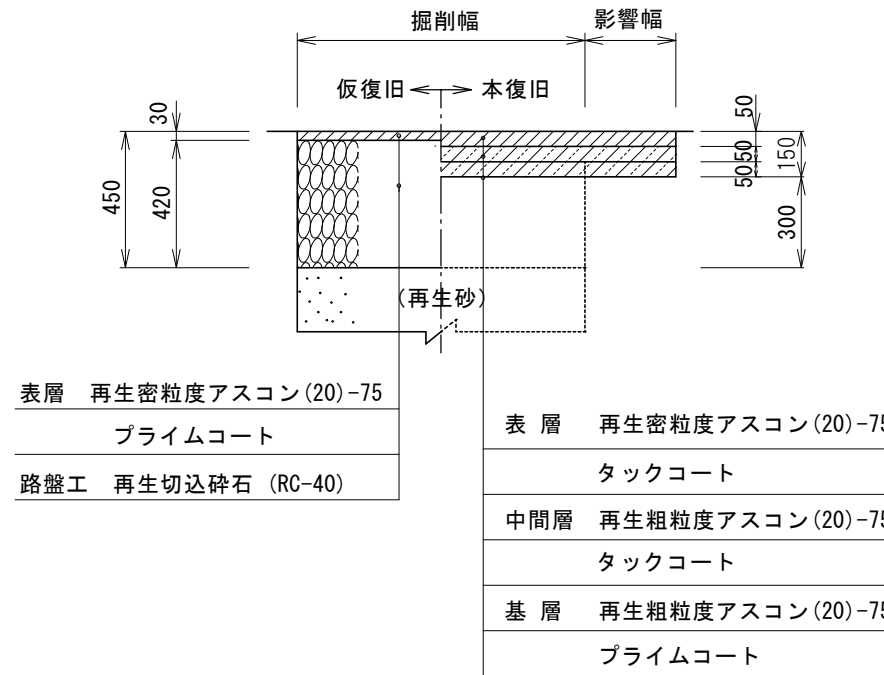 掘削幅
影響幅
仮復旧
本復旧
30
450
420
50
50
50
150
300
(再生砂)
表層 再生密粒度アスコン(20)-75
プライムコート
路盤工 再生切込砕石 (RC-40)
表 層 再生密粒度アスコン(20)-75
タックコート
中間層 再生粗粒度アスコン(20)-75
タックコート
基 層 再生粗粒度アスコン(20)-75
プライムコート